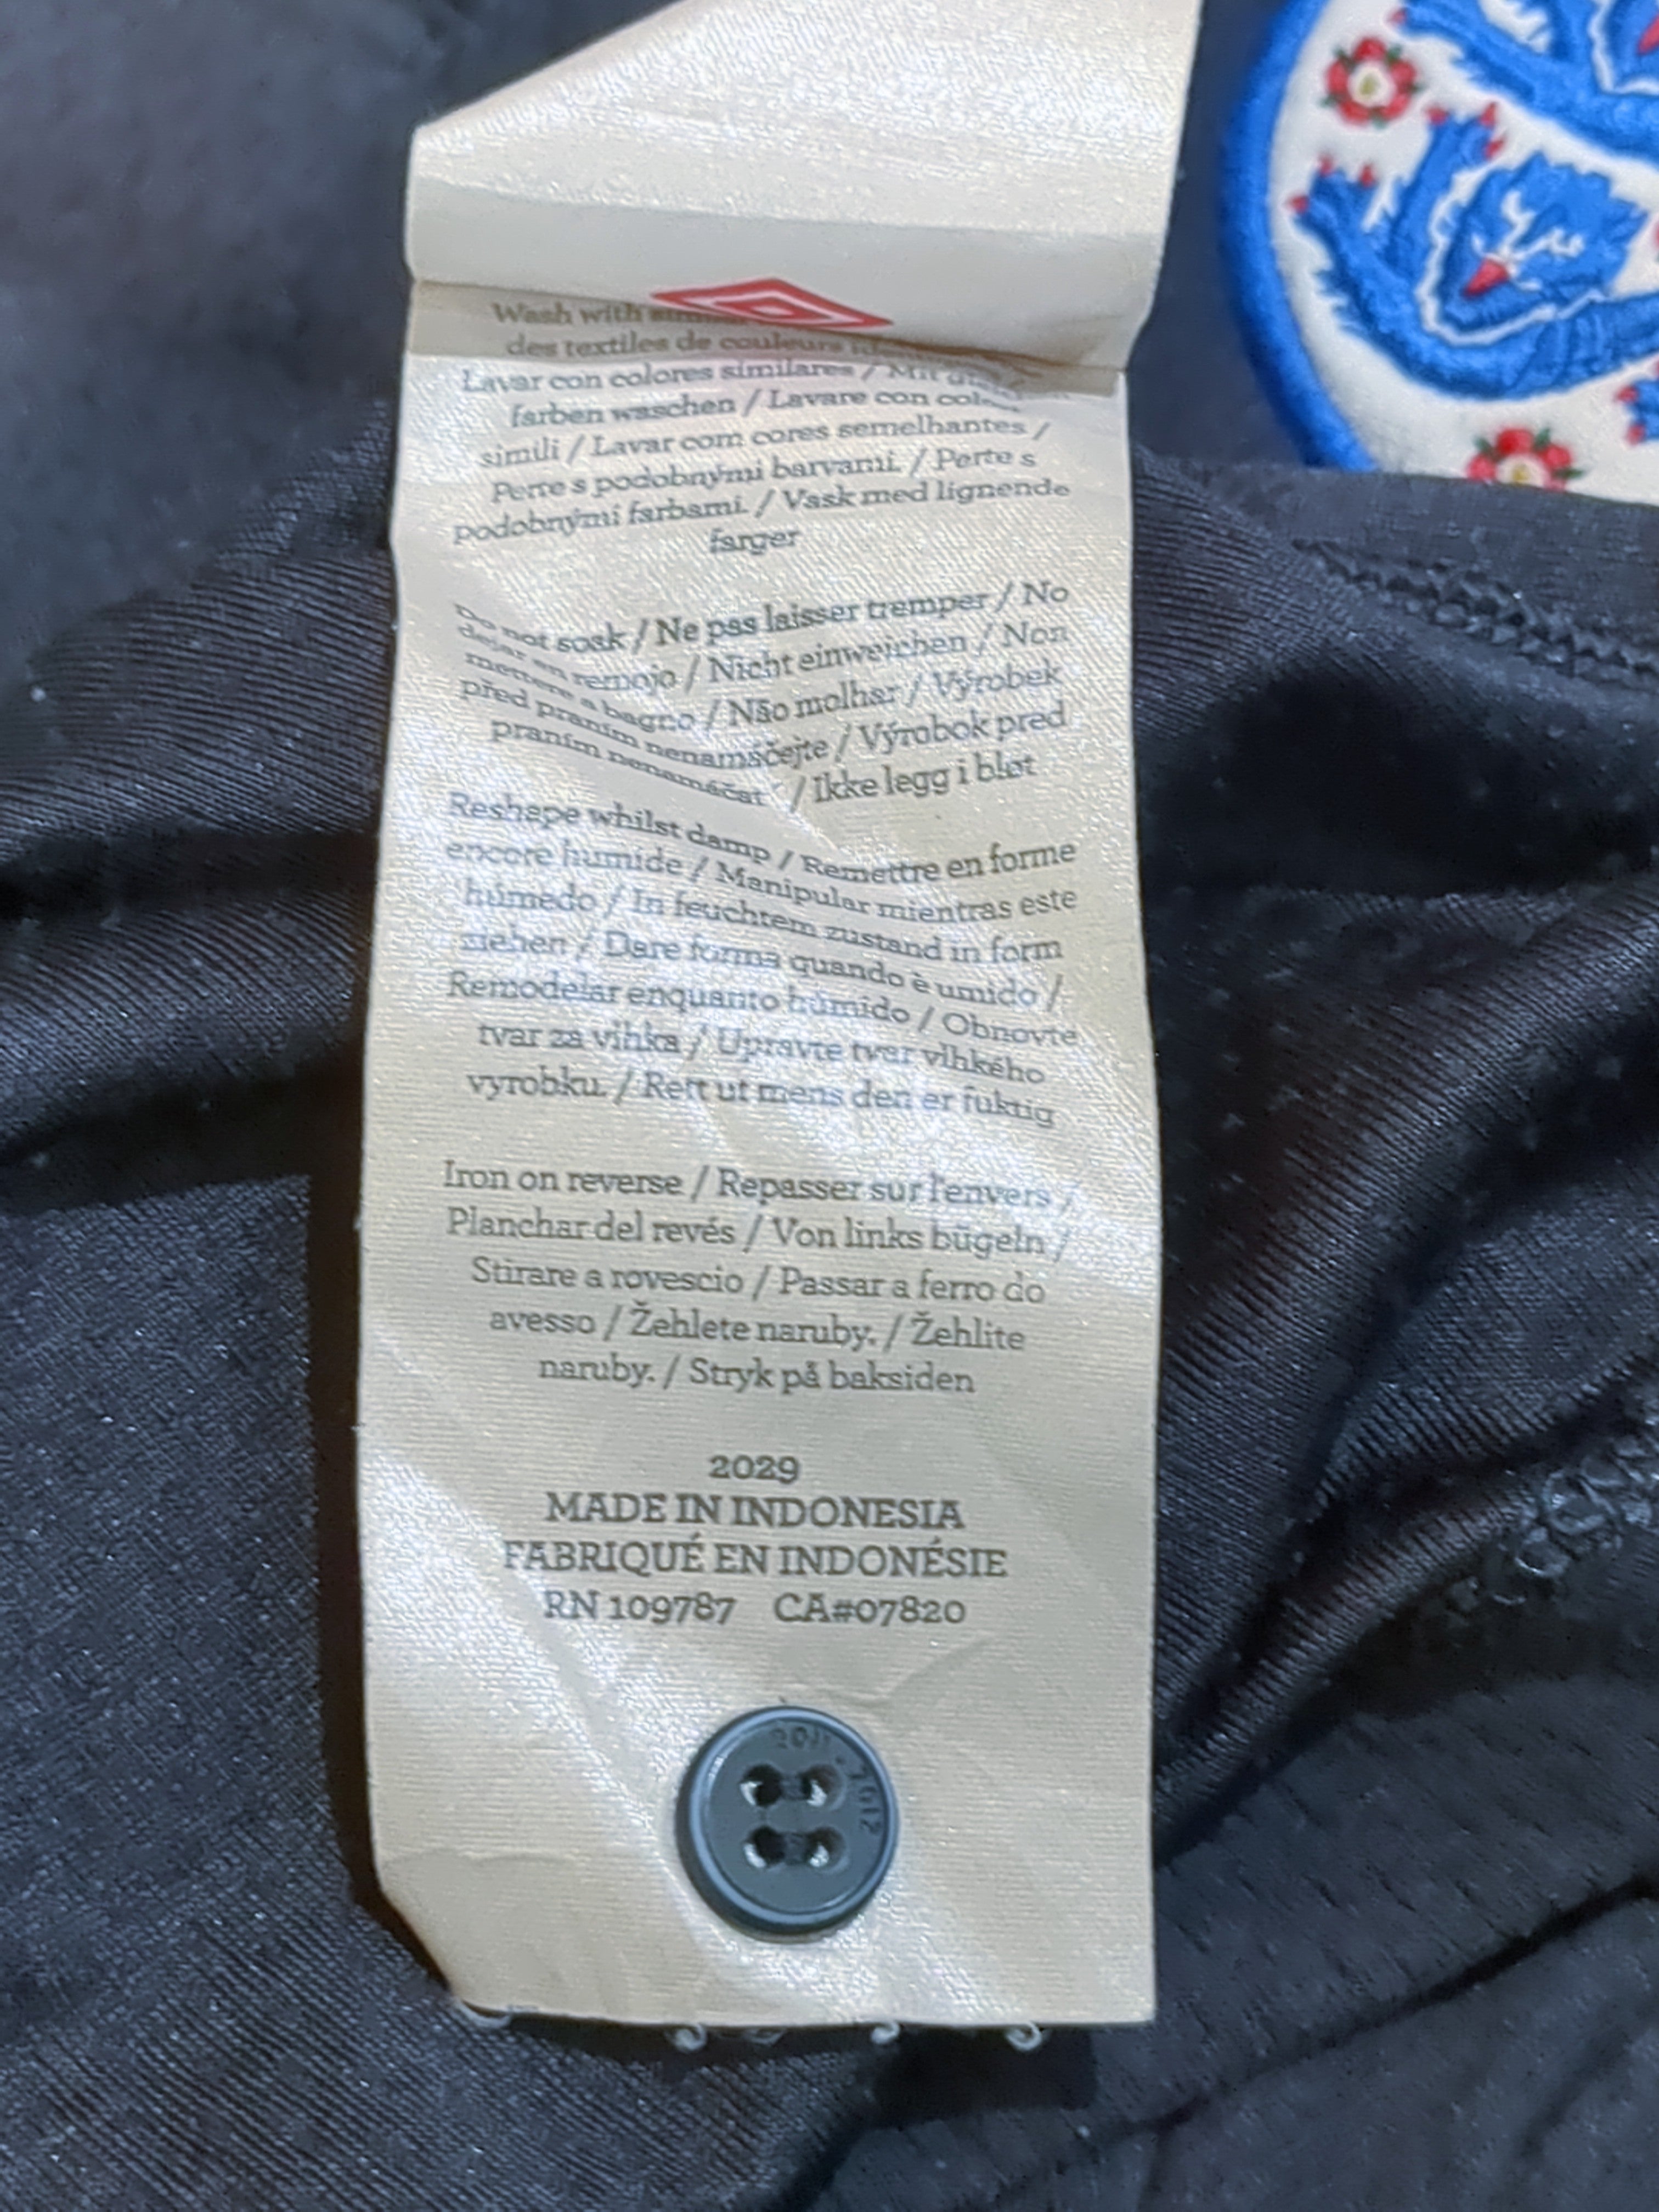 Wash with
des textiles de couleurs
Lavar con colores similares / Mit
farben waschen / Lavare con
simili / Lavar com cores semelhantes /
Perte s podobnými barvami. / Perte s
podobnými farbami. / Vask med lignende
farger
Do not soak / Ne pas laisser tremper / No
dejar en remojo / Nicht einweichen / Non
mettere a bagno / Não molhar / Výrobek
před praním nenamáčejte / Výrobok pred
praním nenamáčať / Ikke legg i bløt
Reshape whilst damp / Remettre en forme
encore humide / Manipular mientras este
húmedo / In feuchtem zustand in form
ziehen / Dare forma quando è umido /
Remodelar enquanto húmido / Obnovte
tvar za vlhka / Upravte tvar vlhkého
vyrobku. / Rett ut mens den er fuktig
Iron on reverse / Repasser sur l'envers /
Planchar del revés / Von links bügeln /
Stirare a rovescio / Passar a ferro do
avesso / Žehlete naruby. / Žehlite
naruby. / Stryk på baksiden
2029
MADE IN INDONESIA
FABRIQUÉ EN INDONÉSIE
RN 109787 CA#07820